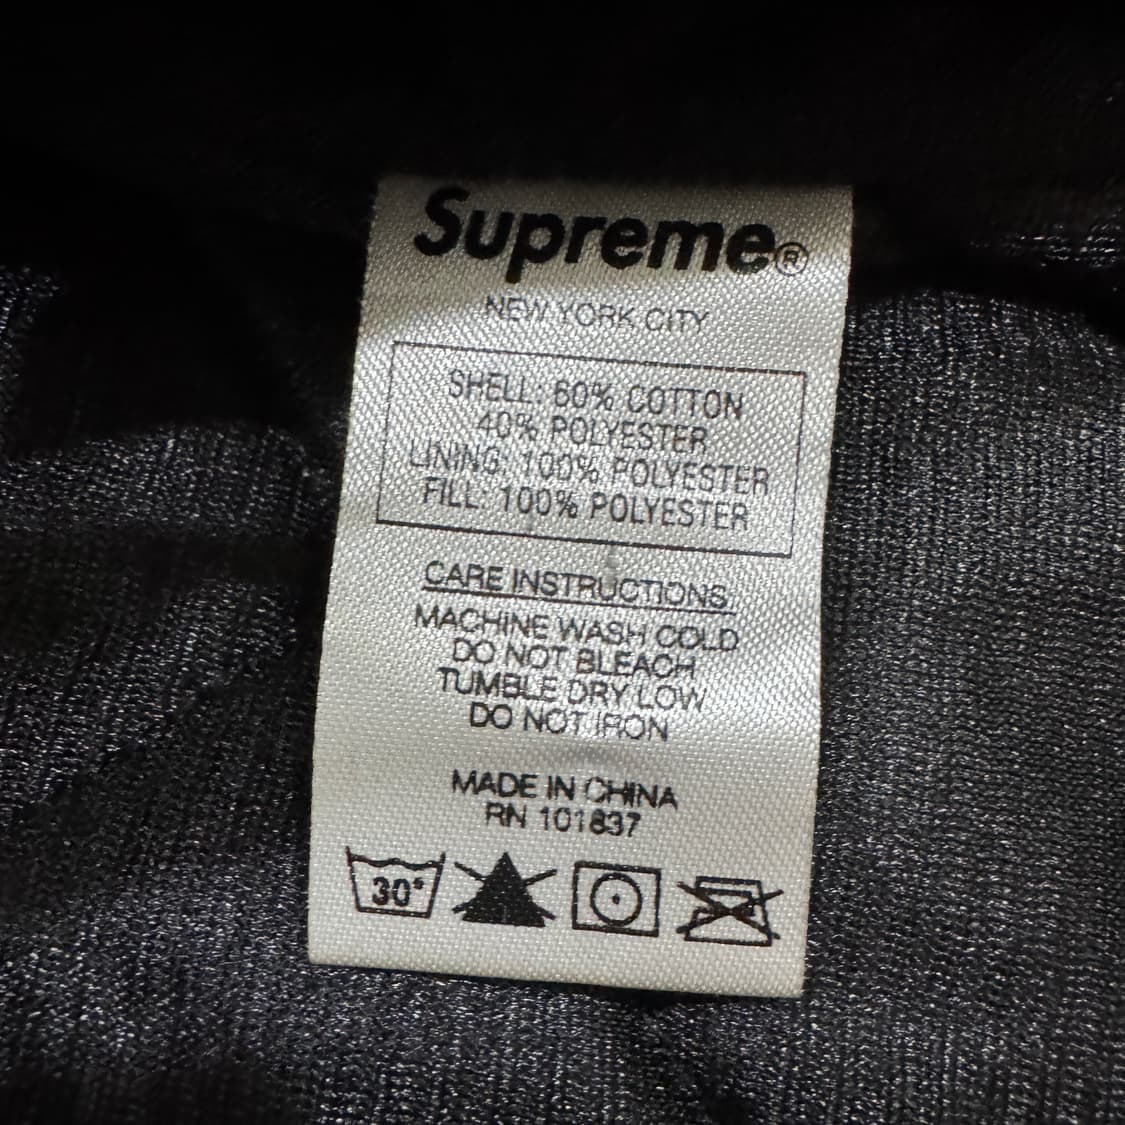 Supreme®
NEW YORK CITY
SHELL: 60% COTTON
40% POLYESTER
LINING: 100% POLYESTER
FILL: 100% POLYESTER
CARE INSTRUCTIONS
MACHINE WASH COLD
DO NOT BLEACH
TUMBLE DRY LOW
DO NOT IRON
MADE IN CHINA
RN 101837
30°